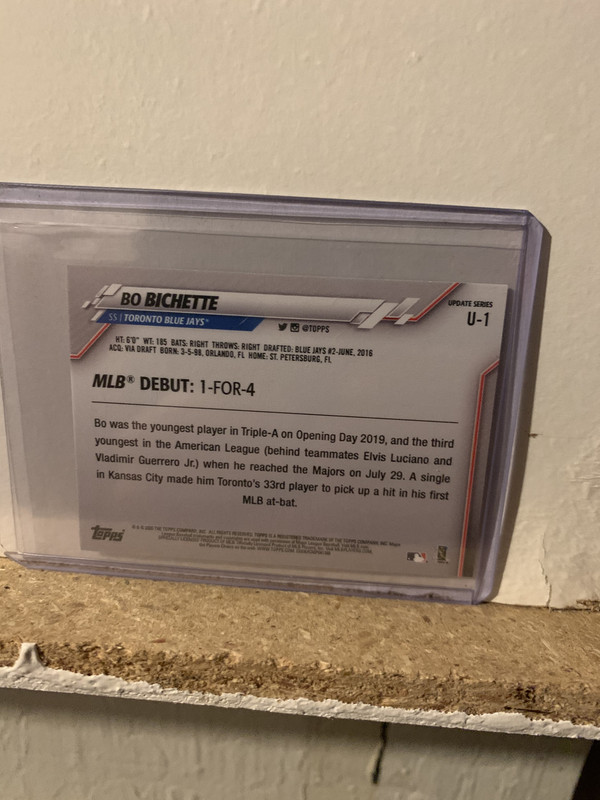 BO BICHETTE
SS | TORONTO BLUE JAYS
@TOPPS
UPDATE SERIES
U-1
HT: 6'0" WT: 185 BATS: RIGHT THROWS: RIGHT DRAFTED: BLUE JAYS #2-JUNE, 2016
ACQ: VIA DRAFT BORN: 3-5-98, ORLANDO, FL HOME: ST. PETERSBURG, FL
MLB® DEBUT: 1-FOR-4
Bo was the youngest player in Triple-A on Opening Day 2019, and the third
youngest in the American League (behind teammates Elvis Luciano and
Vladimir Guerrero Jr.) when he reached the Majors on July 29. A single
in Kansas City made him Toronto's 33rd player to pick up a hit in his first
MLB at-bat.
topps